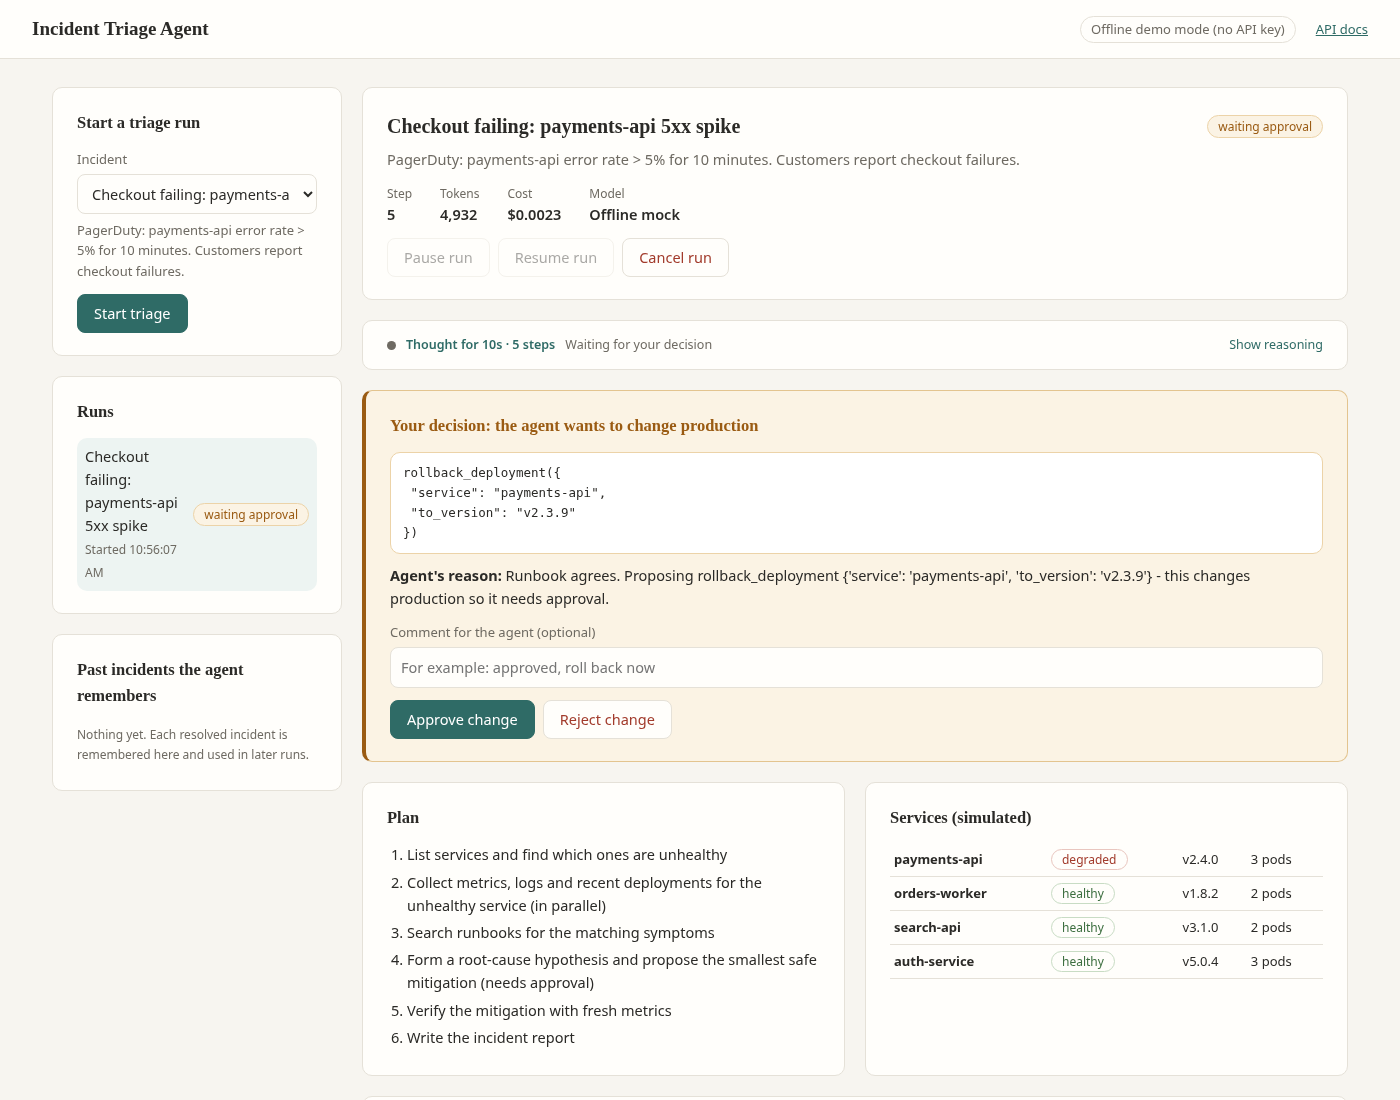 Incident Triage Agent
Offline demo mode (no API key)
API docs
Start a triage run
Incident
Checkout failing: payments-a
PagerDuty: payments-api error rate >
5% for 10 minutes. Customers report
checkout failures.
Start triage
Runs
Checkout
failing:
payments-api
5xx spike
Started 10:56:07
AM
waiting approval
Past incidents the agent
remembers
Nothing yet. Each resolved incident is
remembered here and used in later runs.
Checkout failing: payments-api 5xx spike
waiting approval
PagerDuty: payments-api error rate > 5% for 10 minutes. Customers report checkout failures.
Step Tokens Cost Model
5 4,932 $0.0023 Offline mock
Pause run Resume run Cancel run
Thought for 10s · 5 steps Waiting for your decision Show reasoning
Your decision: the agent wants to change production
rollback_deployment({
"service": "payments-api",
"to_version": "v2.3.9"
})
Agent's reason: Runbook agrees. Proposing rollback_deployment {'service': 'payments-api', 'to_version': 'v2.3.9'} - this changes
production so it needs approval.
Comment for the agent (optional)
For example: approved, roll back now
Approve change Reject change
Plan
1. List services and find which ones are unhealthy
2. Collect metrics, logs and recent deployments for the
unhealthy service (in parallel)
3. Search runbooks for the matching symptoms
4. Form a root-cause hypothesis and propose the smallest safe
mitigation (needs approval)
5. Verify the mitigation with fresh metrics
6. Write the incident report
Services (simulated)
payments-api degraded v2.4.0 3 pods
orders-worker healthy v1.8.2 2 pods
search-api healthy v3.1.0 2 pods
auth-service healthy v5.0.4 3 pods